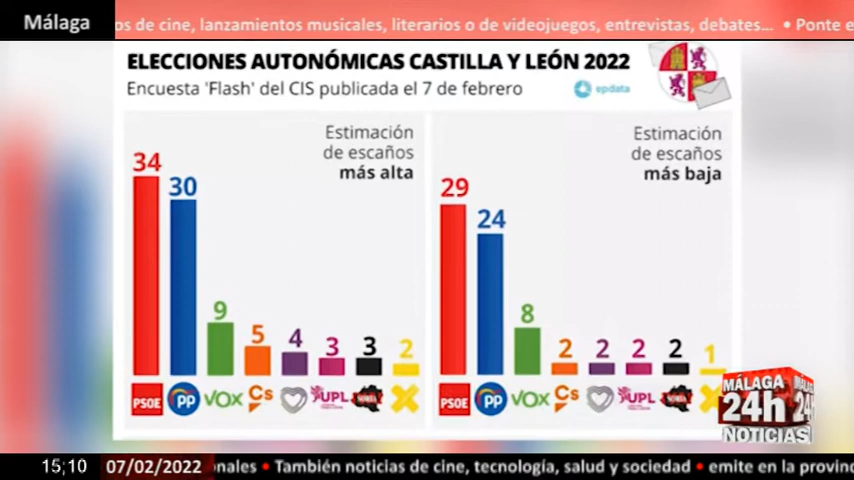 Málaga
os de cine, lanzamientos musicales, literarios o de videojuegos, entrevistas, debates... • Ponte e
ELECCIONES AUTONÓMICAS CASTILLA Y LEÓN 2022
Encuesta 'Flash' del CIS publicada el 7 de febrero
epdata
Estimación
de escaños
más alta
34
30
9
5
4
3
3
2
PSOE
PP
VOX
Cs
UPL
Estimación
de escaños
más baja
29
24
8
2
2
2
2
1
PSOE
PP
VOX
Cs
UPL
MÁLAGA
24h
NOTICIAS
15:10
07/02/2022
onales • También noticias de cine, tecnología, salud y sociedad • emite en la provinc